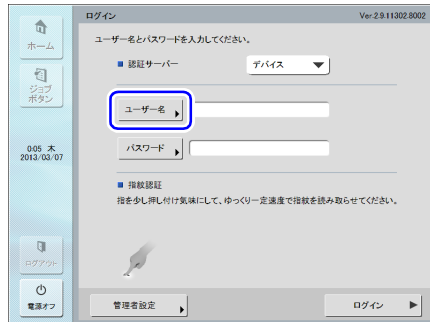 ログイン
Ver.2.9.11302.8002
ホーム
ユーザー名とパスワードを入力してください。
認証サーバー
デバイス
ジョブ
ボタン
ユーザー名
パスワード
0:05 木
2013/03/07
指紋認証
指を少し押し付け気味にして、ゆっくり一定速度で指紋を読み取らせてください。
ログアウト
電源オフ
管理者設定
ログイン